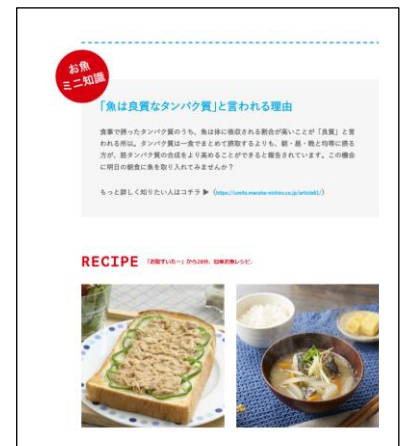 お魚
ミニ知識
「魚は良質なタンパク質」と言われる理由
食事で摂ったタンパク質のうち、魚は体に吸収される割合が高いことが「良質」と言
われる所以。タンパク質は一食でまとめて摂取するよりも、朝・昼・晩と均等に摂る
方が、筋タンパク質の合成をより高めることができると報告されています。この機会
に明日の朝食に魚を取り入れてみませんか？
もっと詳しく知りたい人はコチラ ▶
RECIPE